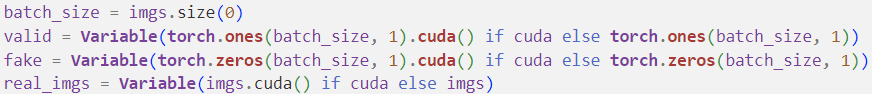 batch_size = imgs.size(0)
valid = Variable(torch.ones(batch_size, 1).cuda() if cuda else torch.ones(batch_size, 1))
fake = Variable(torch.zeros(batch_size, 1).cuda() if cuda else torch.zeros(batch_size, 1))
real_imgs = Variable(imgs.cuda() if cuda else imgs)